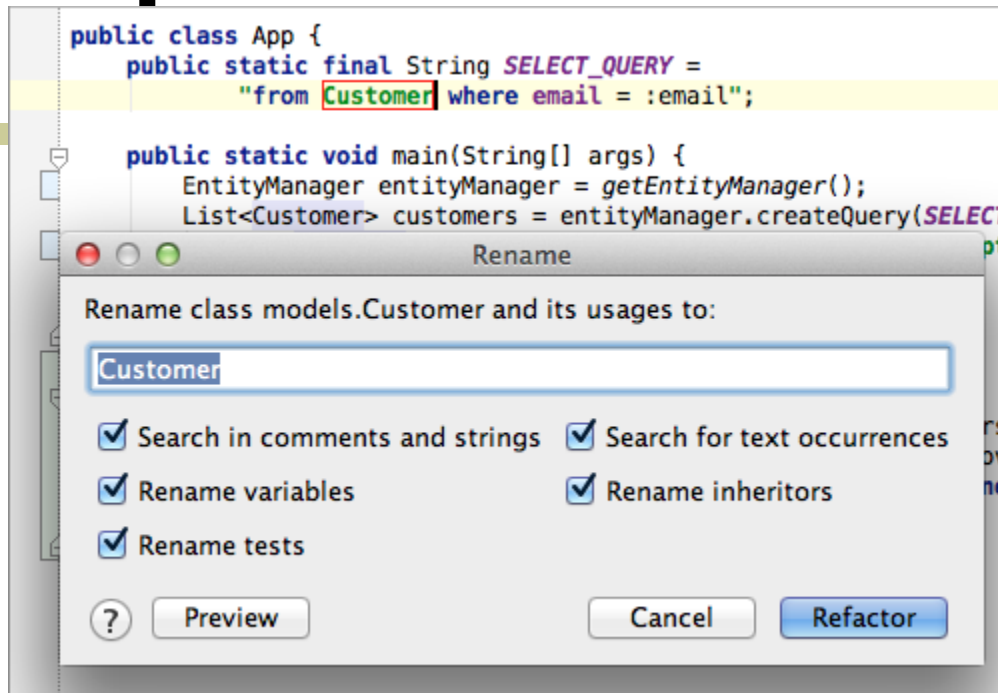 public class App {
public static final String SELECT_QUERY =
"from Customer where email = :email";
public static void main(String[] args) {
EntityManager entityManager = getEntityManager();
List<Customer> customers = entityManager.createQuery(SELECT
Rename
Rename class models.Customer and its usages to:
Customer
Search in comments and strings Search for text occurrences
Rename variables Rename inheritors
Rename tests
? Preview Cancel Refactor